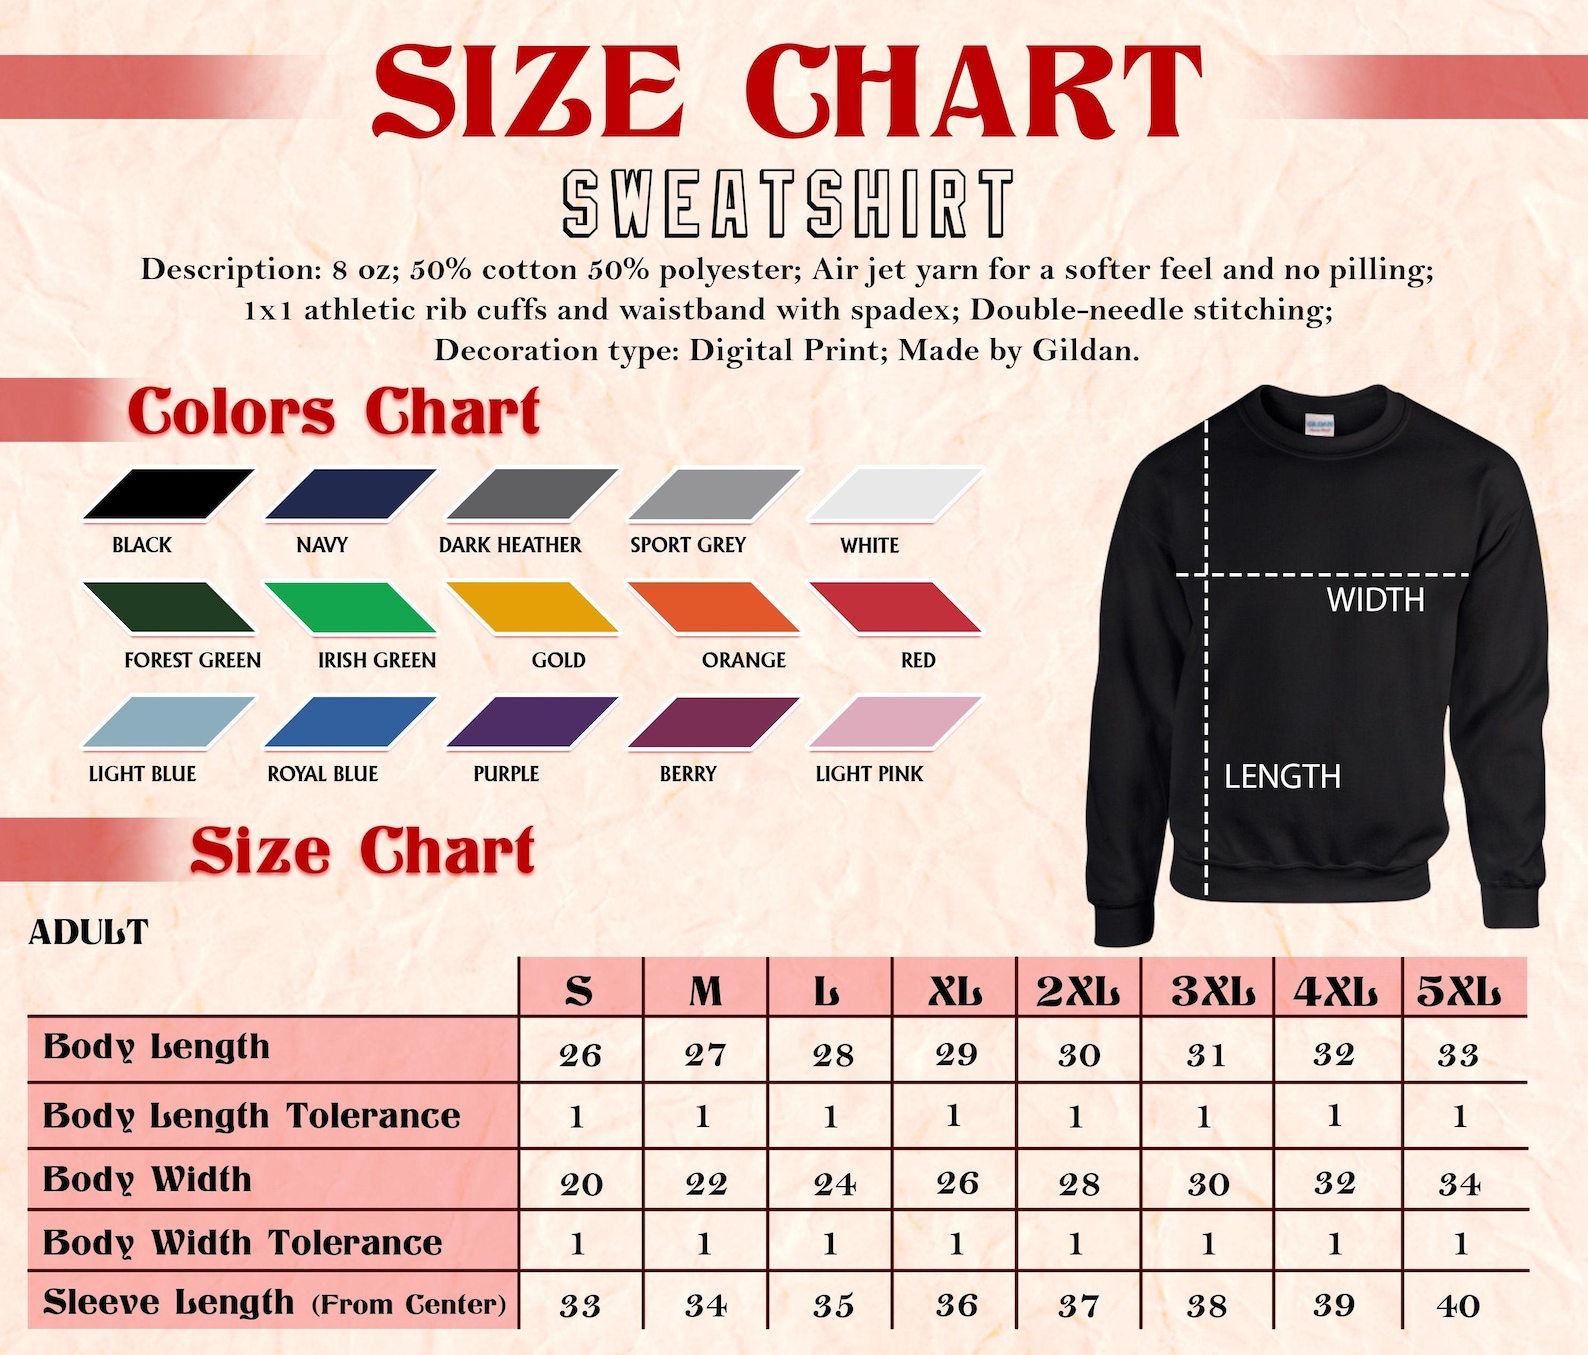 SIZE CHART
SWEATSHIRT
Description: 8 oz; 50% cotton 50% polyester; Air jet yarn for a softer feel and no pilling;
1x1 athletic rib cuffs and waistband with spadex; Double-needle stitching;
Decoration type: Digital Print; Made by Gildan.
Colors Chart
BLACK NAVY DARK HEATHER SPORT GREY WHITE
FOREST GREEN IRISH GREEN GOLD ORANGE RED
LIGHT BLUE ROYAL BLUE PURPLE BERRY LIGHT PINK
GILDAN
WIDTH
LENGTH
Size Chart
ADULT
S M L XL 2XL 3XL 4XL 5XL
Body Length 26 27 28 29 30 31 32 33
Body Length Tolerance 1 1 1 1 1 1 1 1
Body Width 20 22 24 26 28 30 32 34
Body Width Tolerance 1 1 1 1 1 1 1 1
Sleeve Length (From Center) 33 34 35 36 37 38 39 40